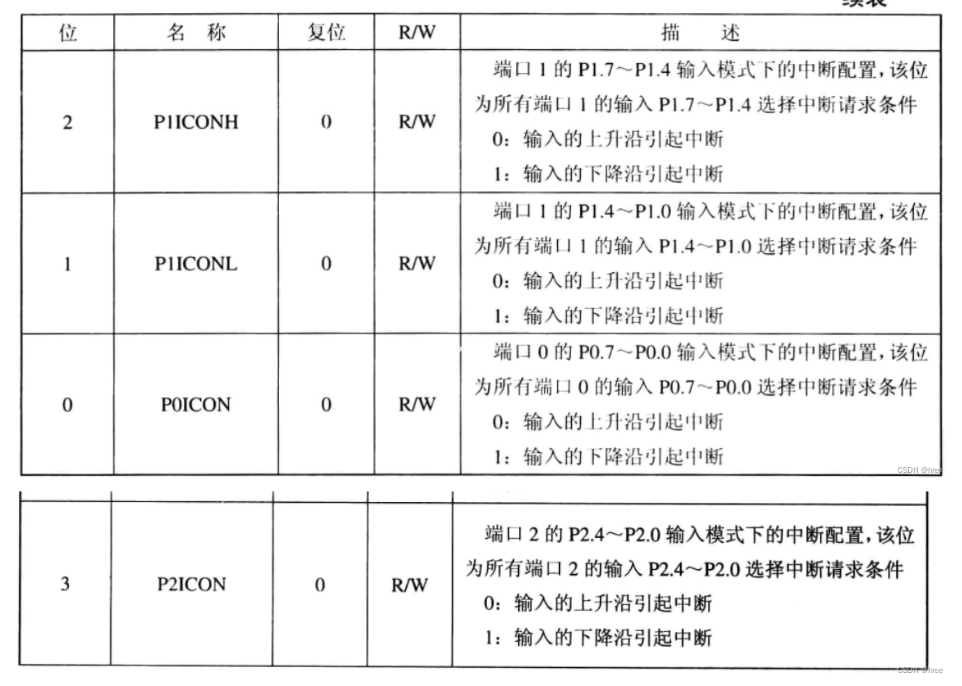 续表
位 名 称 复位 R/W 描 述
端口 1 的 P1.7～P1.4 输入模式下的中断配置，该位
为所有端口 1 的输入 P1.7～P1.4 选择中断请求条件
2 P1ICONH 0 R/W
0：输入的上升沿引起中断
1：输入的下降沿引起中断
端口 1 的 P1.4～P1.0 输入模式下的中断配置，该位
为所有端口 1 的输入 P1.4～P1.0 选择中断请求条件
1 P1ICONL 0 R/W
0：输入的上升沿引起中断
1：输入的下降沿引起中断
端口 0 的 P0.7～P0.0 输入模式下的中断配置，该位
为所有端口 0 的输入 P0.7～P0.0 选择中断请求条件
0 P0ICON 0 R/W
0：输入的上升沿引起中断
1：输入的下降沿引起中断
CSDN @hree
端口 2 的 P2.4～P2.0 输入模式下的中断配置，该位
为所有端口 2 的输入 P2.4～P2.0 选择中断请求条件
3 P2ICON 0 R/W
0：输入的上升沿引起中断
1：输入的下降沿引起中断
CSDN @hree